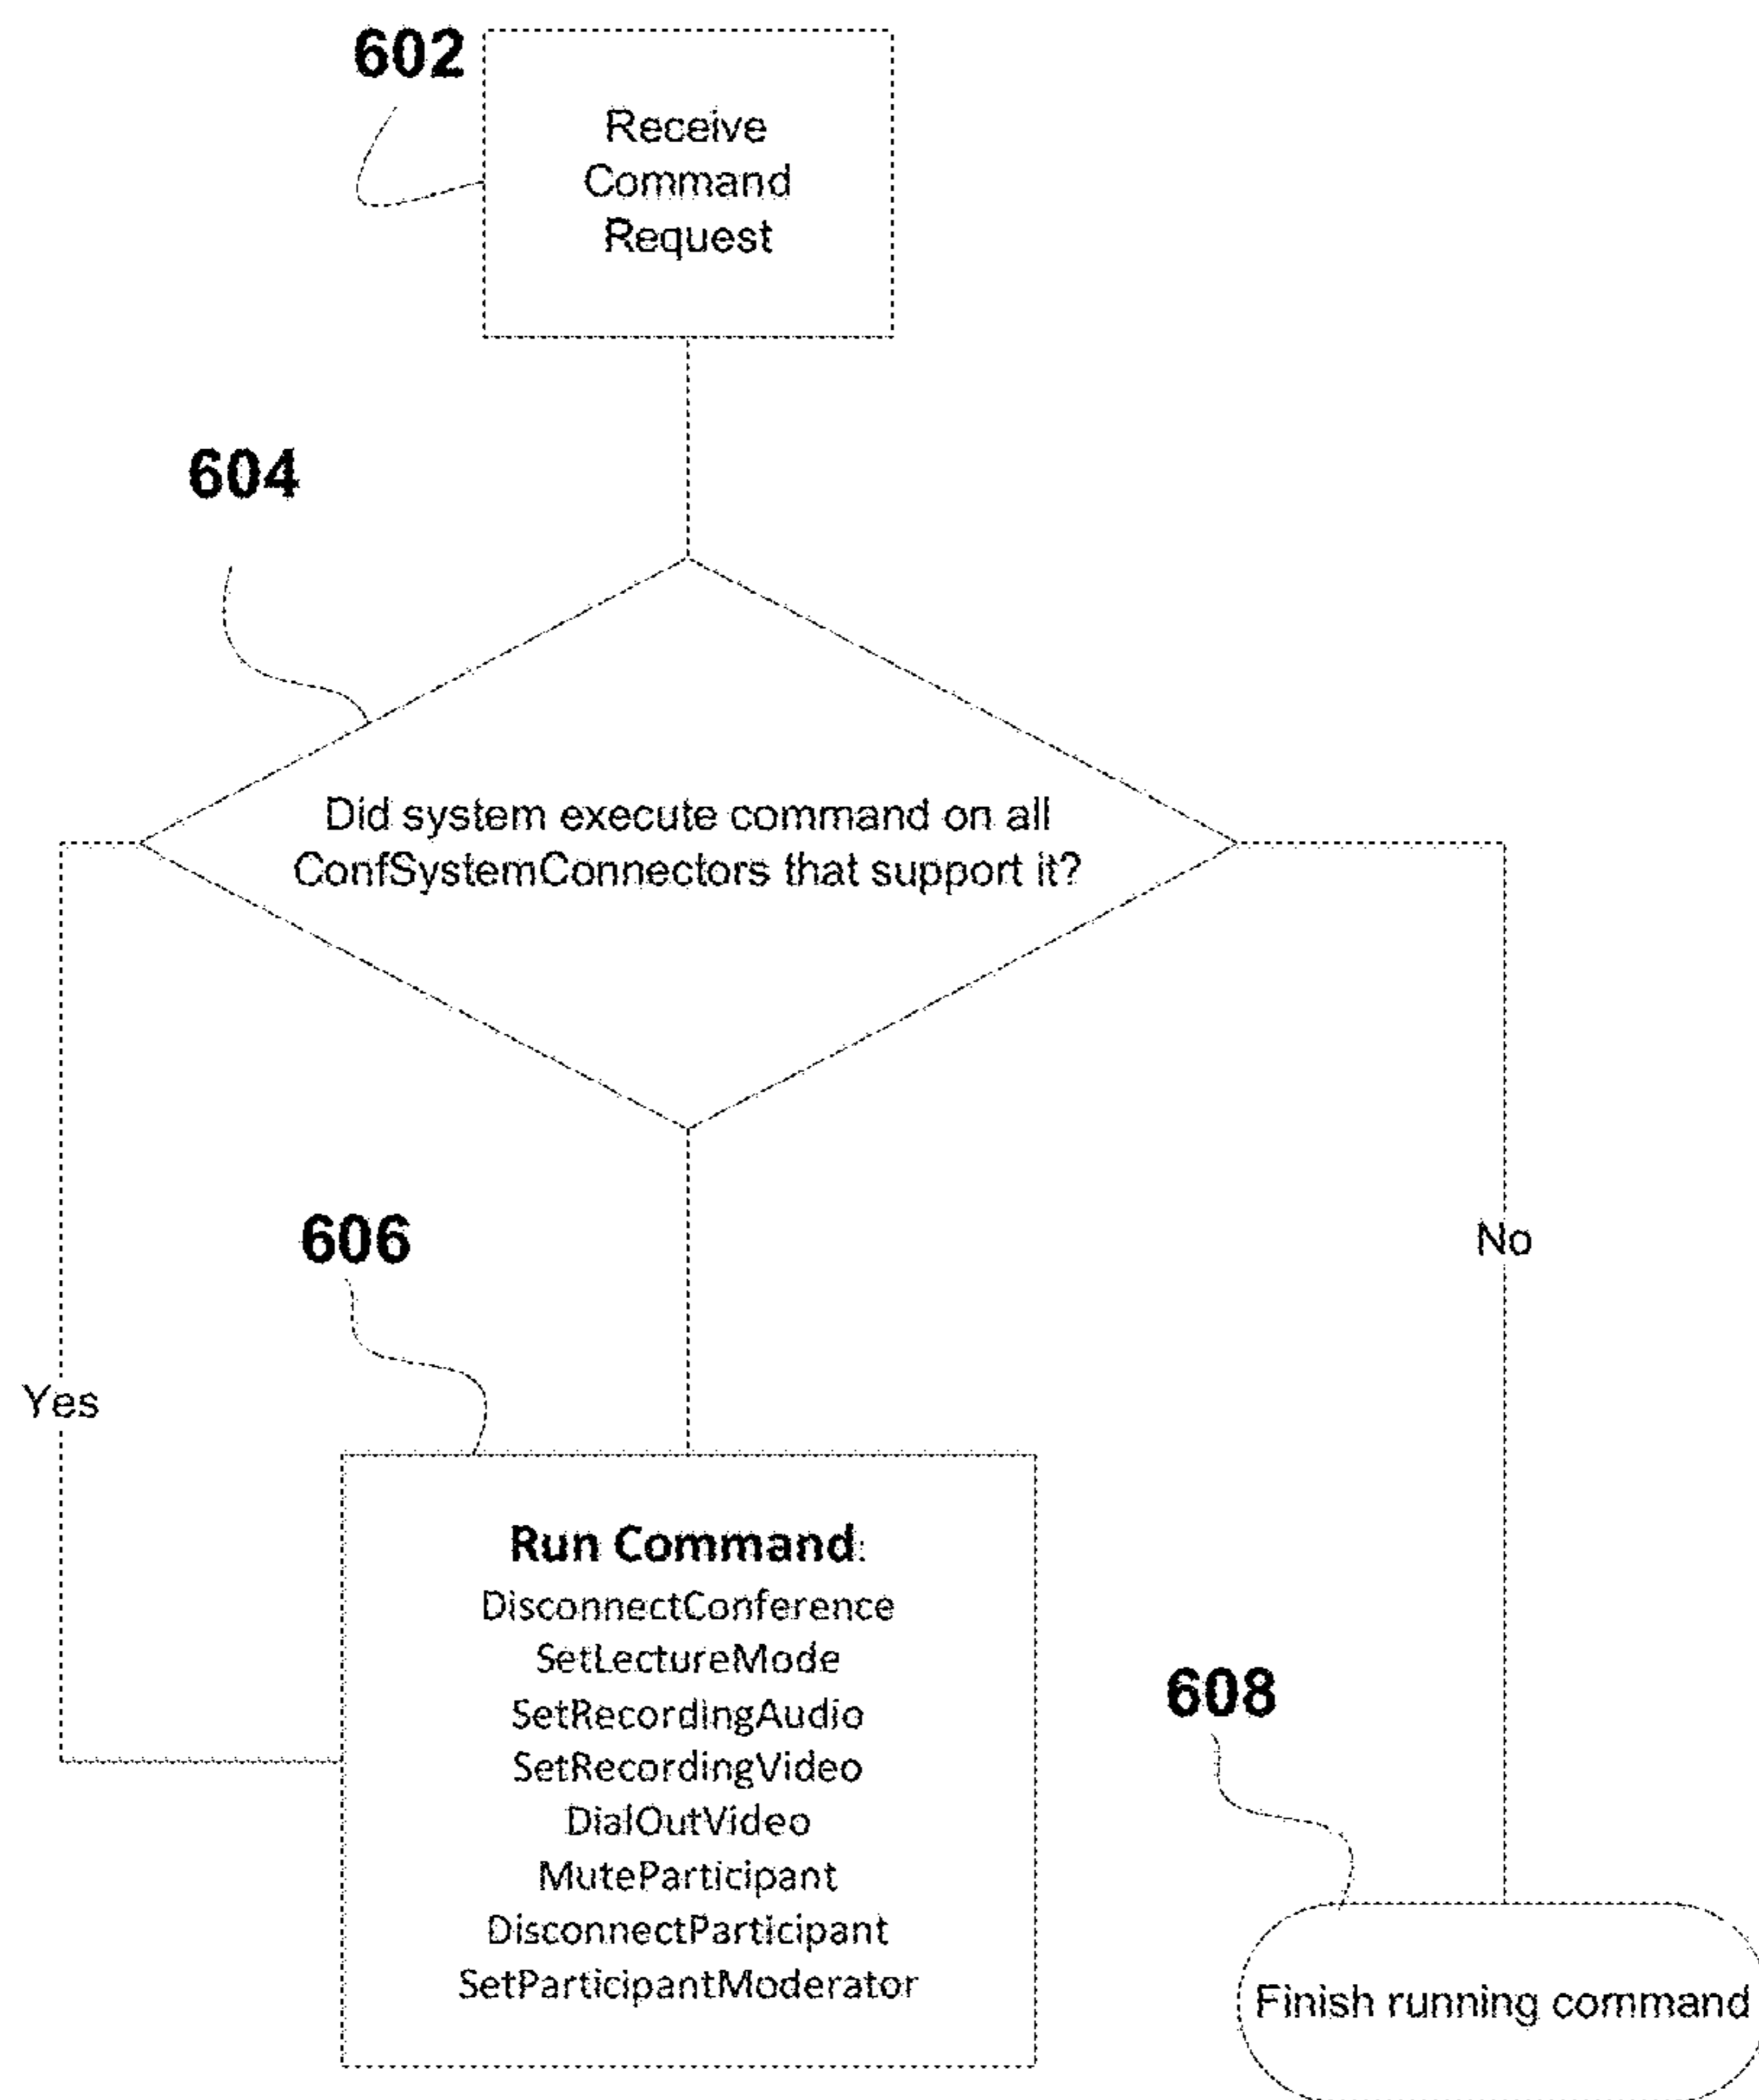 602
Receive
Command
Request
604
Did system execute command on all
ConfSystemConnectors that support it?
606
No
Yes
Run Command:
DisconnectConference
SetLectureMode
SetRecordingAudio
SetRecordingVideo
DialOutVideo
MuteParticipant
DisconnectParticipant
SetParticipantModerator
608
Finish running command